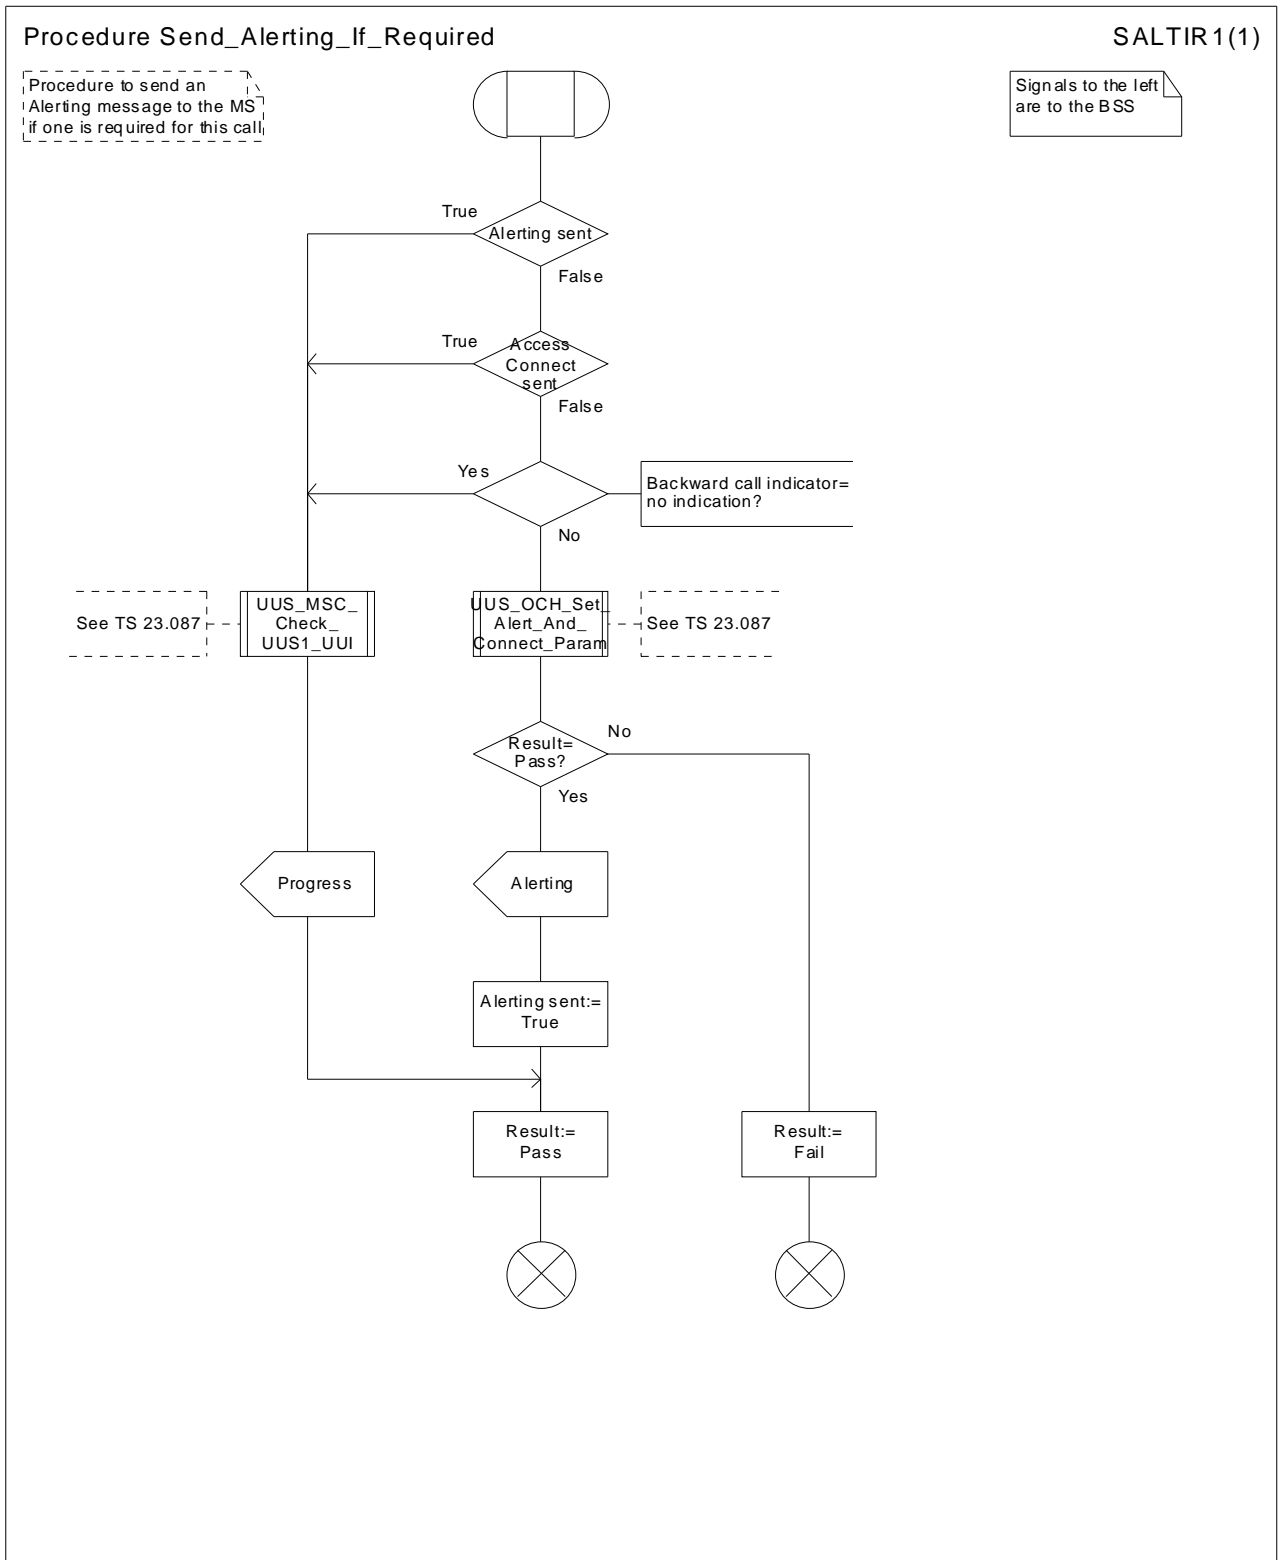 Procedure Send_Alerting_If_Required
SALTIR1(1)
Procedure to send an
Alerting message to the MS
if one is required for this call
Signals to the left
are to the BSS
True
Alerting sent
False
True
Access
Connect
sent
False
Yes
Backward call indicator=
no indication?
No
See TS 23.087
UUS_MSC_
Check_
UUS1_UUI
UUS_OCH_Set_
Alert_And_
Connect_Param
See TS 23.087
Result=
Pass?
No
Yes
Progress
Alerting
Alerting sent:=
True
Result:=
Pass
Result:=
Fail